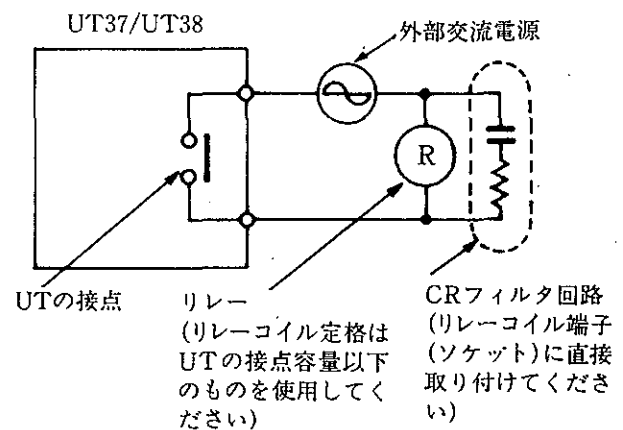 UT37/UT38
外部交流電源
R
UTの接点
リレー
(リレーコイル定格は
UTの接点容量以下
のものを使用してく
ださい)
CRフィルタ回路
(リレーコイル端子
(ソケット)に直接
取り付けてくださ
い)